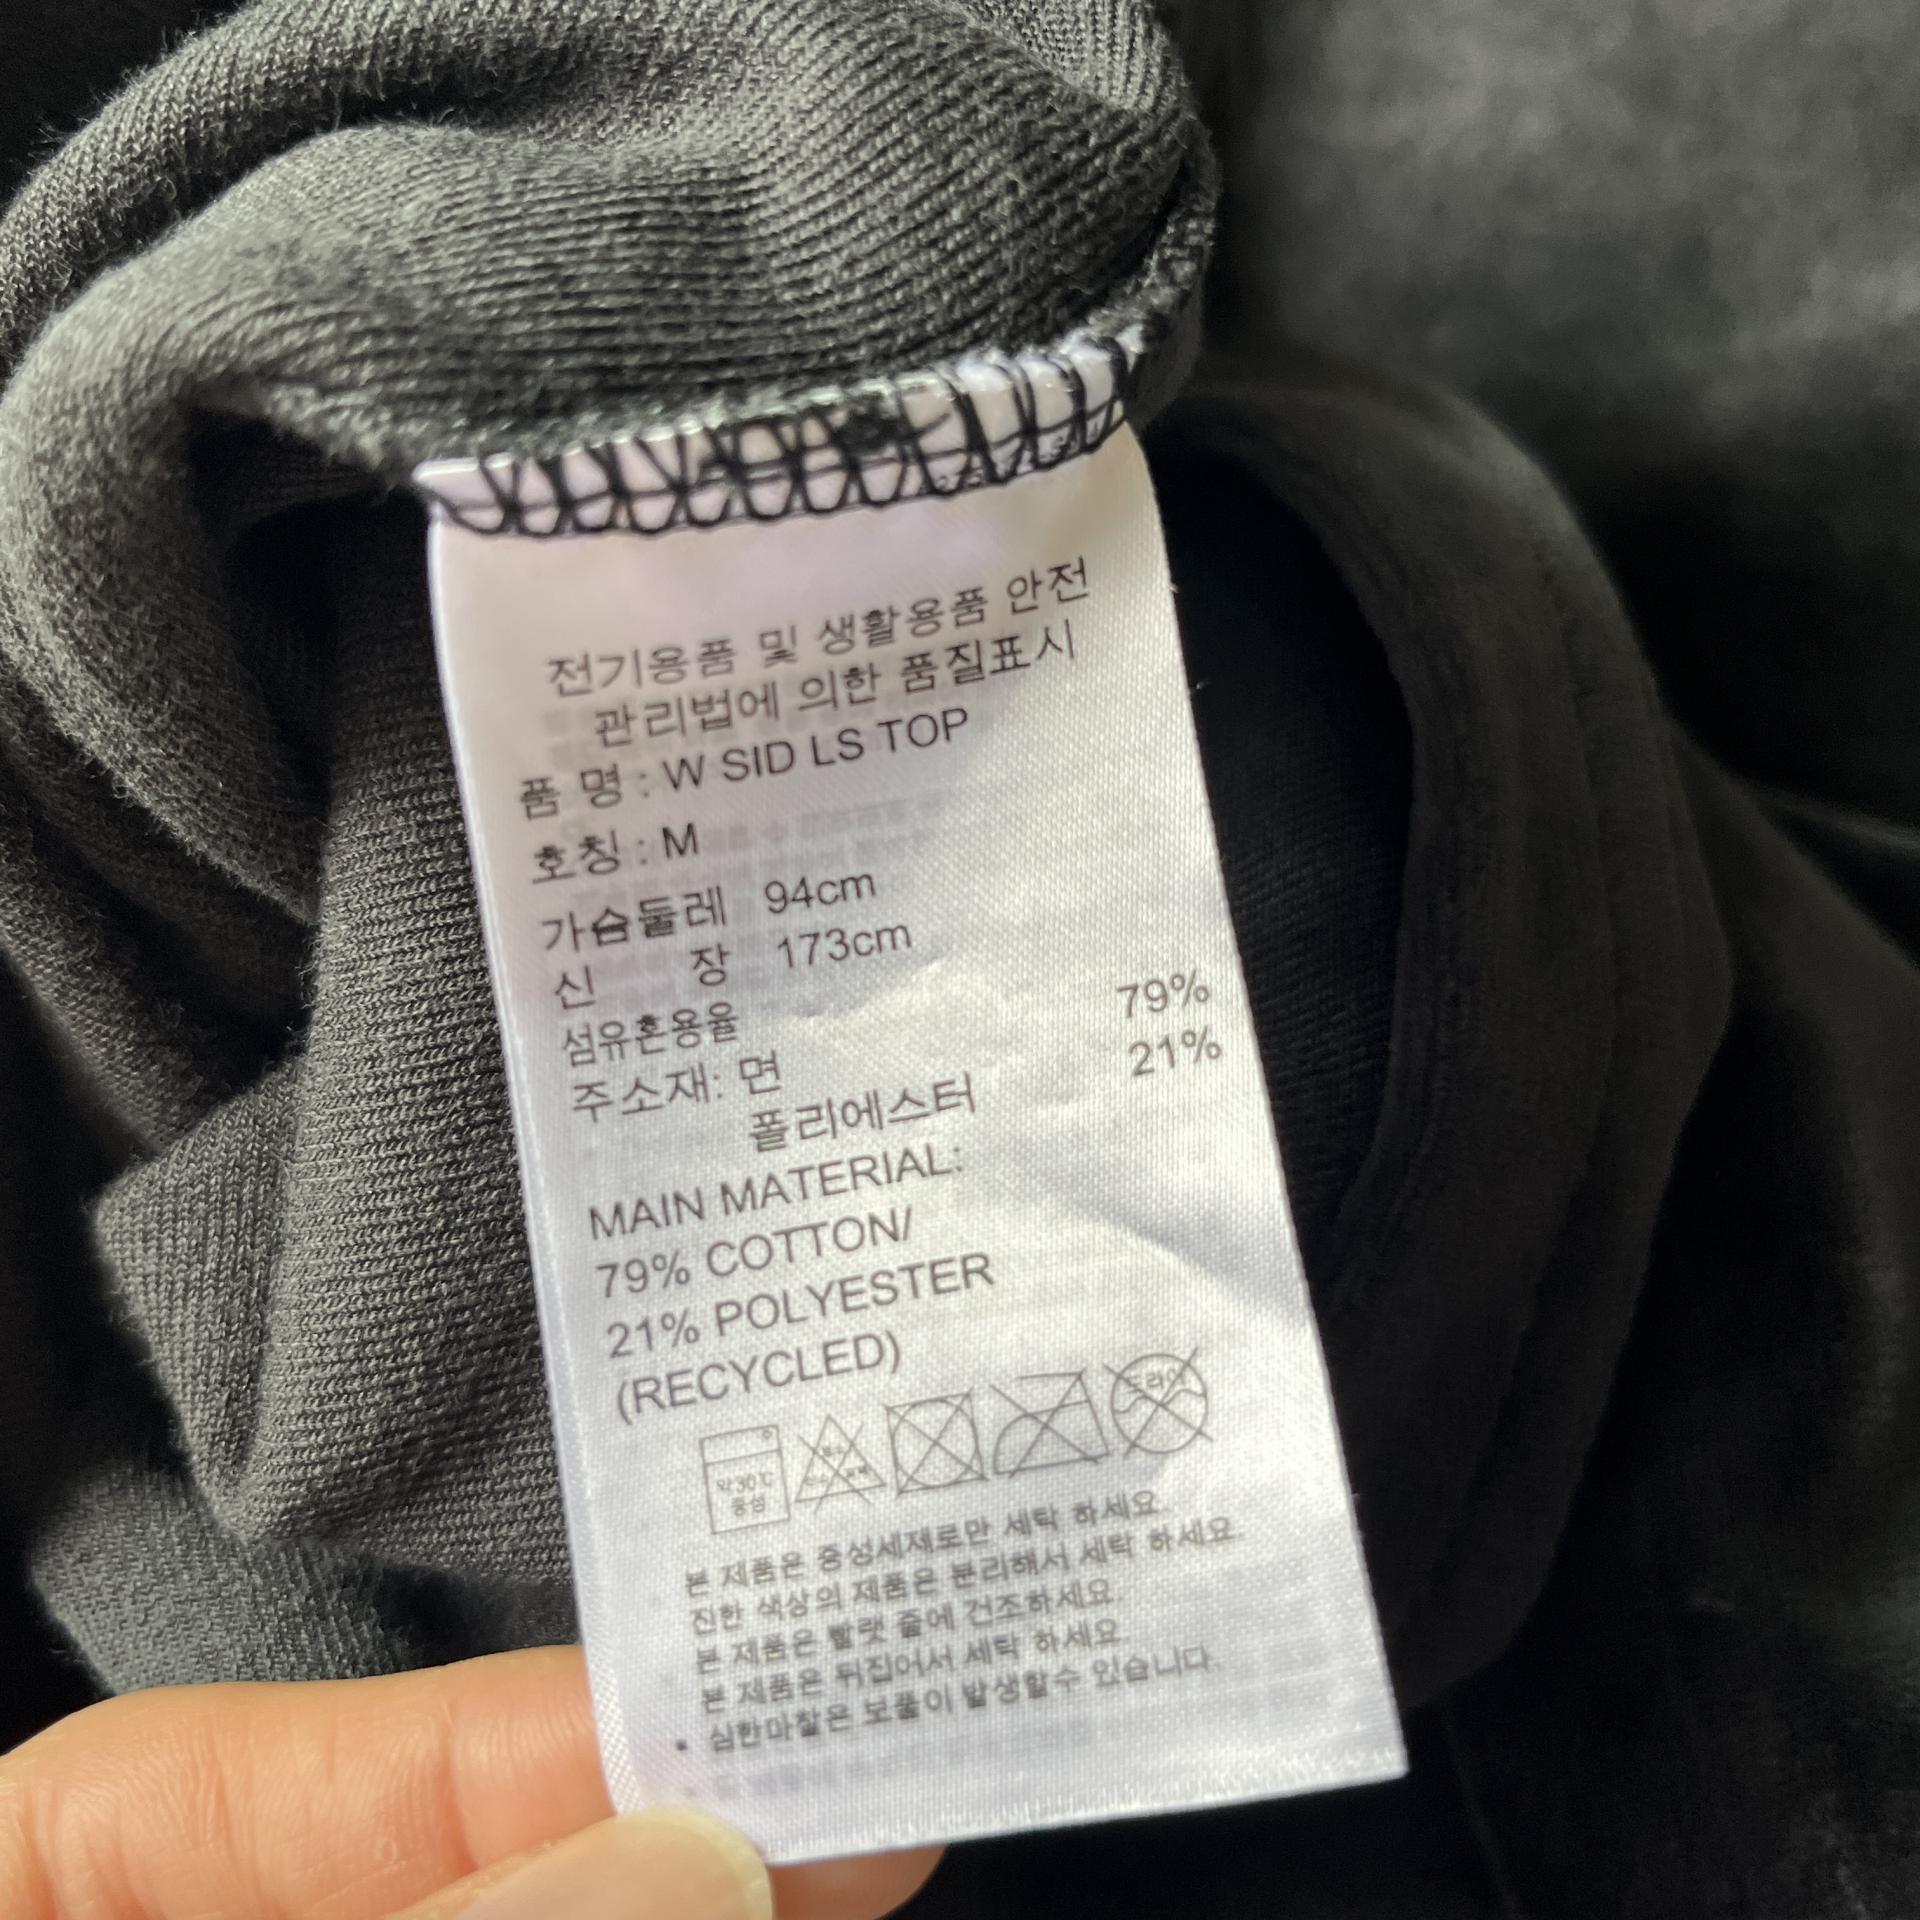 전기용품 및 생활용품 안전
관리법에 의한 품질표시
품 명 : W SID LS TOP
호칭 : M
가슴둘레 94cm
신 장 173cm
섬유혼용율
주소재: 면 79%
폴리에스터 21%
MAIN MATERIAL:
79% COTTON/
21% POLYESTER
(RECYCLED)
약30℃
중성
드라이
본 제품은 중성세제로만 세탁 하세요.
진한 색상의 제품은 분리해서 세탁 하세요.
본 제품은 빨랫 줄에 건조하세요.
본 제품은 뒤집어서 세탁 하세요.
• 심한마찰은 보풀이 발생할수 있습니다.